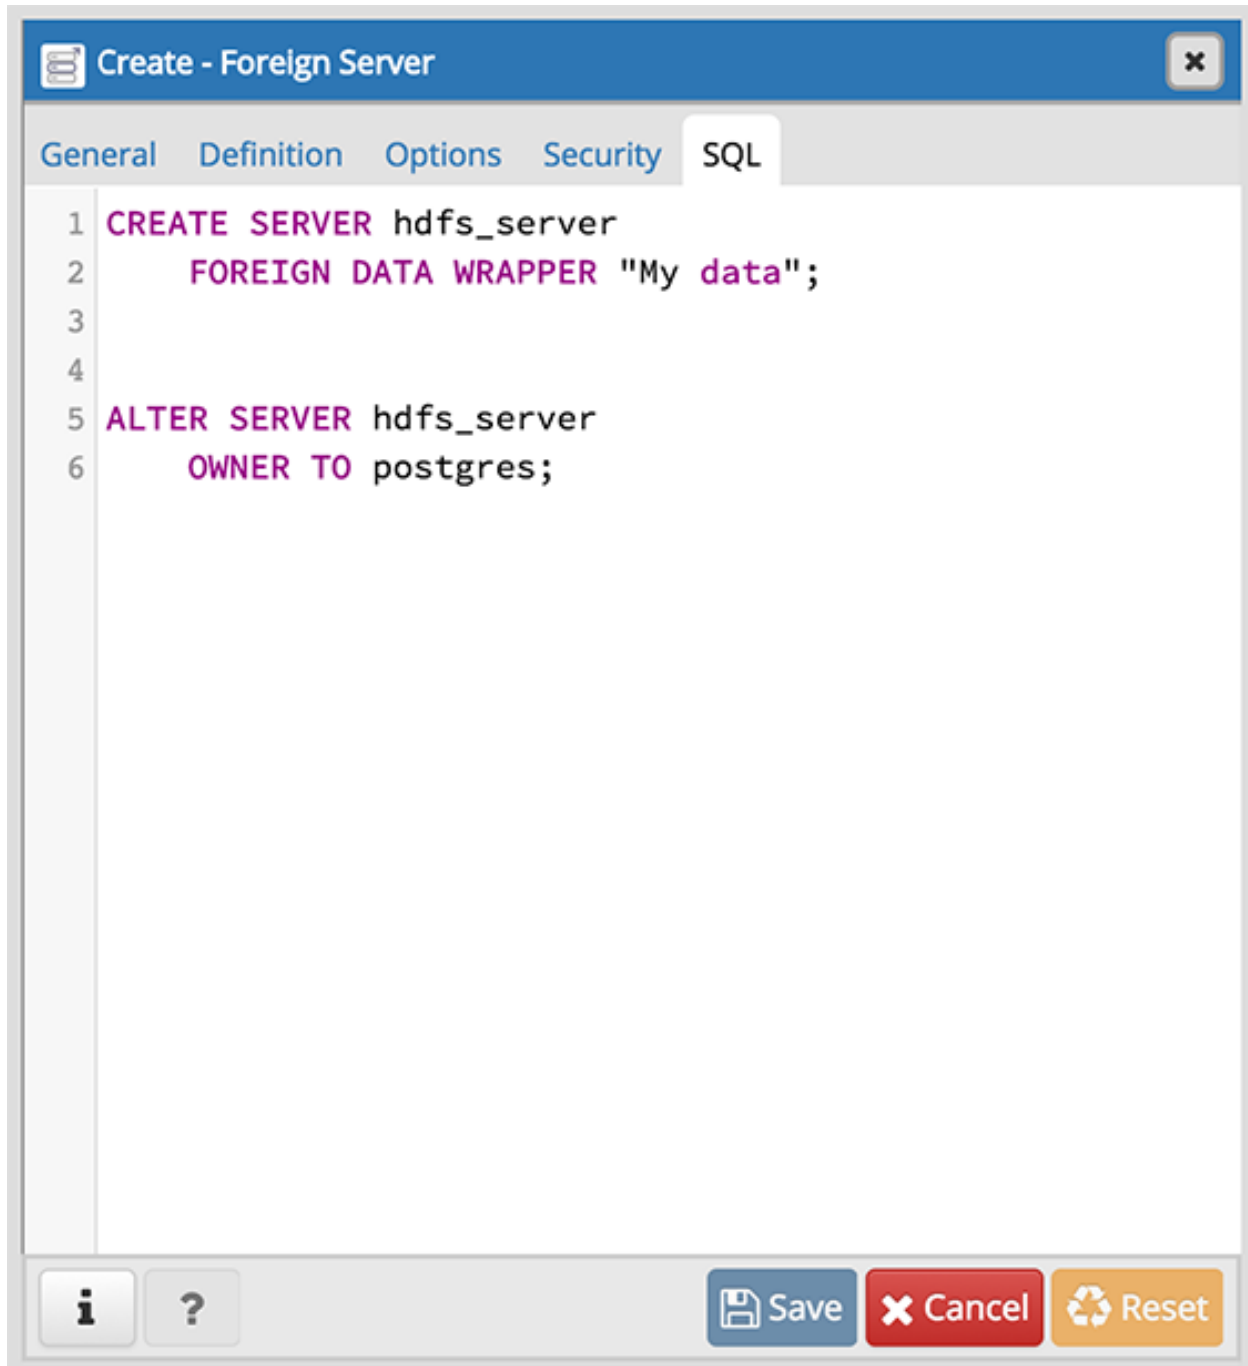 Create - Foreign Server
General Definition Options Security SQL
1 CREATE SERVER hdfs_server
2     FOREIGN DATA WRAPPER "My data";
3
4
5 ALTER SERVER hdfs_server
6     OWNER TO postgres;
i ? Save Cancel Reset